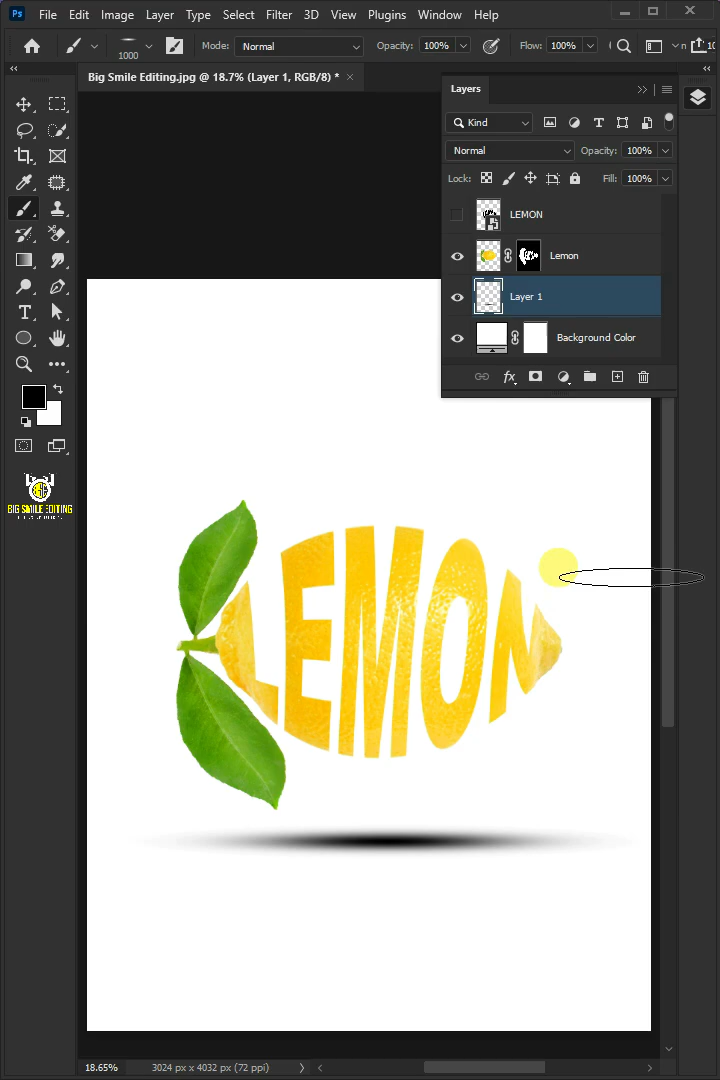 Ps File Edit Image Layer Type Select Filter 3D View Plugins Window Help
1000 Mode: Normal Opacity: 100% Flow: 100%
Big Smile Editing.jpg @ 18.7% (Layer 1, RGB/8) *
Layers
Kind
Normal Opacity: 100%
Lock: Fill: 100%
LEMON
Lemon
Layer 1
Background Color
fx
BIG SMILE EDITING
LEMON
18.65% 3024 px x 4032 px (72 ppi)